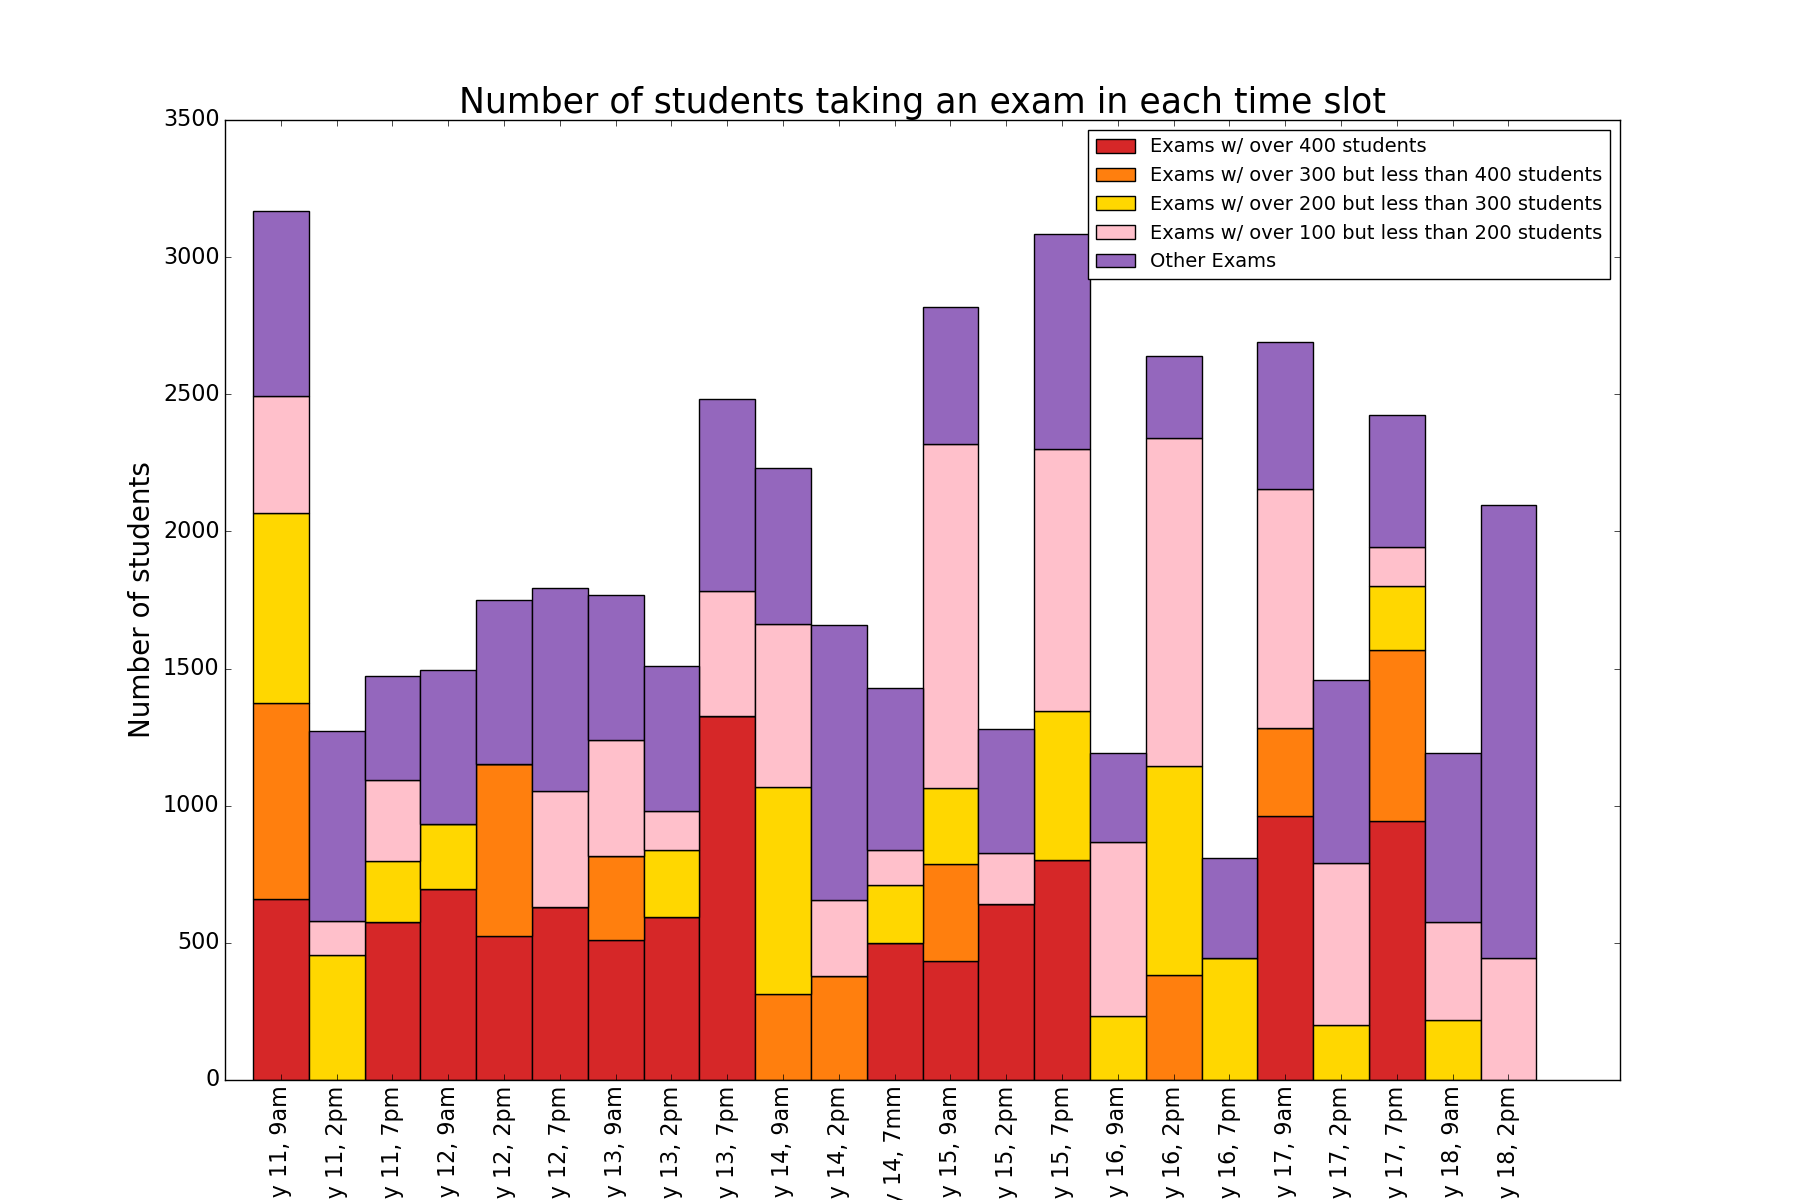 Number of students taking an exam in each time slot
Number of students
3500
3000
2500
2000
1500
1000
500
0
Exams w/ over 400 students
Exams w/ over 300 but less than 400 students
Exams w/ over 200 but less than 300 students
Exams w/ over 100 but less than 200 students
Other Exams
y 11, 9am
y 11, 2pm
y 11, 7pm
y 12, 9am
y 12, 2pm
y 12, 7pm
y 13, 9am
y 13, 2pm
y 13, 7pm
y 14, 9am
y 14, 2pm
y 14, 7mm
y 15, 9am
y 15, 2pm
y 15, 7pm
y 16, 9am
y 16, 2pm
y 16, 7pm
y 17, 9am
y 17, 2pm
y 17, 7pm
y 18, 9am
y 18, 2pm